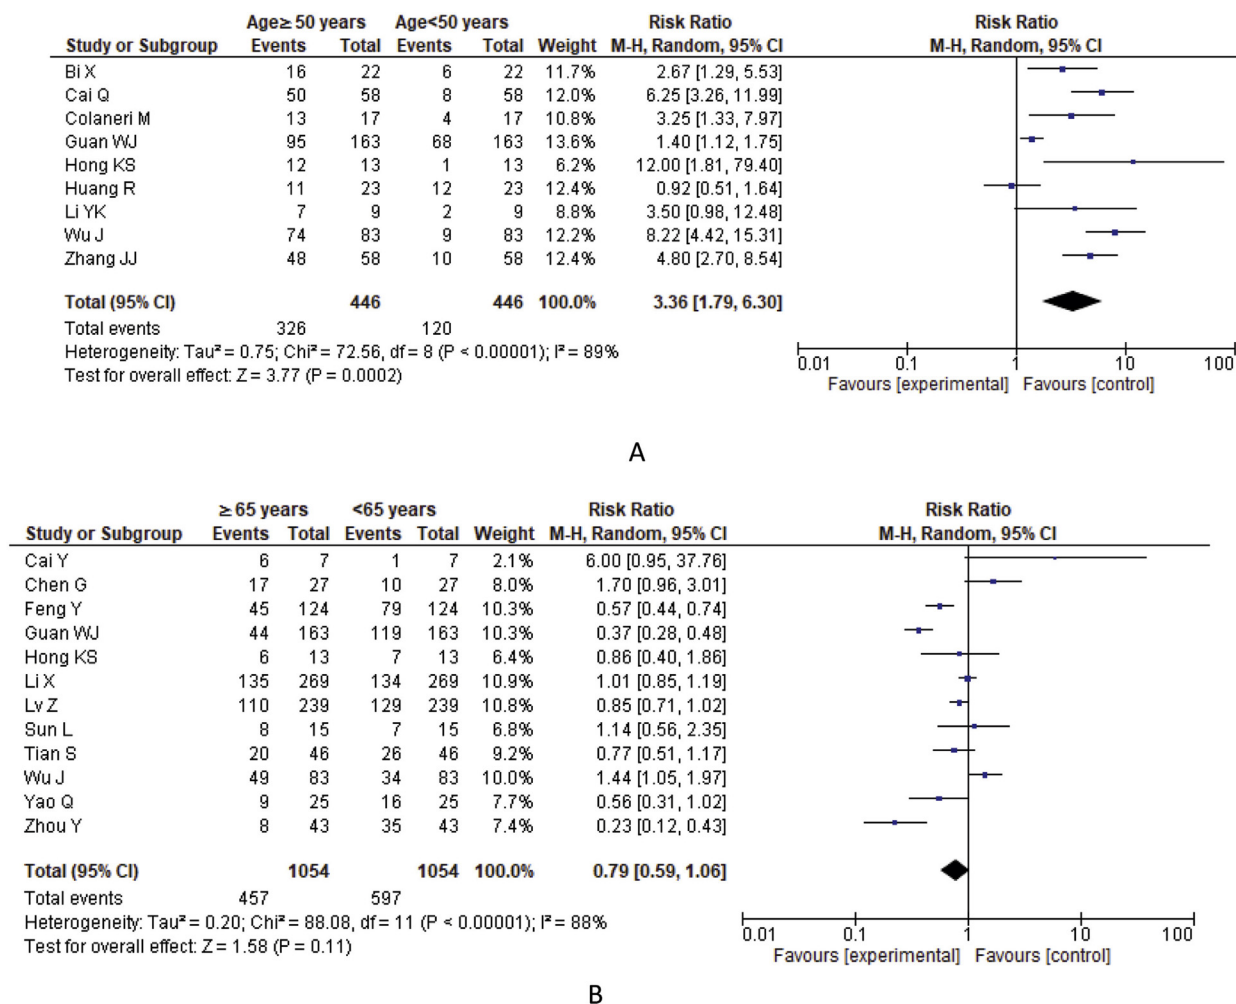 Age≥ 50 years Age<50 years Risk Ratio Risk Ratio
Study or Subgroup Events Total Events Total Weight M-H, Random, 95% CI M-H, Random, 95% CI
Bi X 16 22 6 22 11.7% 2.67 [1.29, 5.53]
Cai Q 50 58 8 58 12.0% 6.25 [3.26, 11.99]
Colaneri M 13 17 4 17 10.8% 3.25 [1.33, 7.97]
Guan WJ 95 163 68 163 13.6% 1.40 [1.12, 1.75]
Hong KS 12 13 1 13 6.2% 12.00 [1.81, 79.40]
Huang R 11 23 12 23 12.4% 0.92 [0.51, 1.64]
Li YK 7 9 2 9 8.8% 3.50 [0.98, 12.48]
Wu J 74 83 9 83 12.2% 8.22 [4.42, 15.31]
Zhang JJ 48 58 10 58 12.4% 4.80 [2.70, 8.54]
Total (95% CI) 446 446 100.0% 3.36 [1.79, 6.30]
Total events 326 120
Heterogeneity: Tau² = 0.75; Chi² = 72.56, df = 8 (P < 0.00001); I² = 89%
Test for overall effect: Z = 3.77 (P = 0.0002)
0.01 0.1 1 10 100
Favours [experimental] Favours [control]
A
≥ 65 years <65 years Risk Ratio Risk Ratio
Study or Subgroup Events Total Events Total Weight M-H, Random, 95% CI M-H, Random, 95% CI
Cai Y 6 7 1 7 2.1% 6.00 [0.95, 37.76]
Chen G 17 27 10 27 8.0% 1.70 [0.96, 3.01]
Feng Y 45 124 79 124 10.3% 0.57 [0.44, 0.74]
Guan WJ 44 163 119 163 10.3% 0.37 [0.28, 0.48]
Hong KS 6 13 7 13 6.4% 0.86 [0.40, 1.86]
Li X 135 269 134 269 10.9% 1.01 [0.85, 1.19]
Lv Z 110 239 129 239 10.8% 0.85 [0.71, 1.02]
Sun L 8 15 7 15 6.8% 1.14 [0.56, 2.35]
Tian S 20 46 26 46 9.2% 0.77 [0.51, 1.17]
Wu J 49 83 34 83 10.0% 1.44 [1.05, 1.97]
Yao Q 9 25 16 25 7.7% 0.56 [0.31, 1.02]
Zhou Y 8 43 35 43 7.4% 0.23 [0.12, 0.43]
Total (95% CI) 1054 1054 100.0% 0.79 [0.59, 1.06]
Total events 457 597
Heterogeneity: Tau² = 0.20; Chi² = 88.08, df = 11 (P < 0.00001); I² = 88%
Test for overall effect: Z = 1.58 (P = 0.11)
0.01 0.1 1 10 100
Favours [experimental] Favours [control]
B